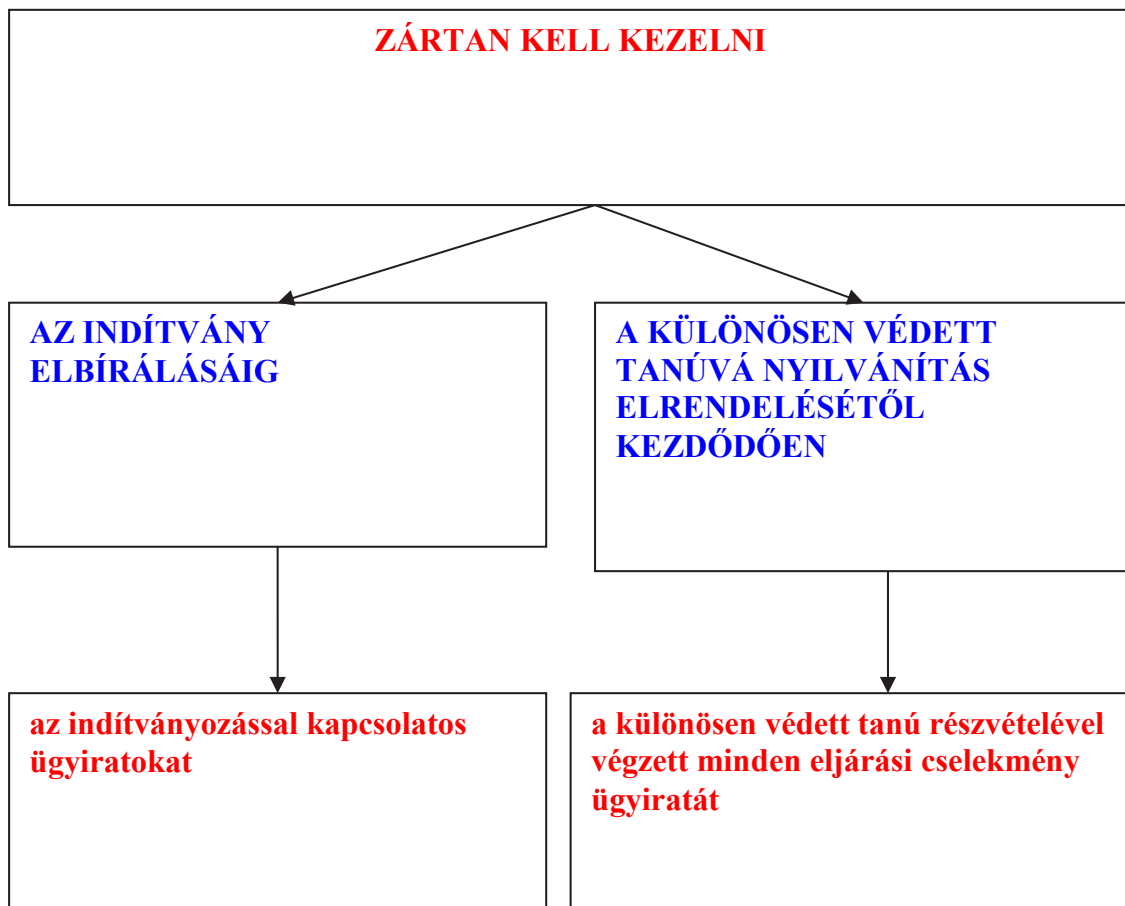 ZÁRTAN KELL KEZELNI
AZ INDÍTVÁNY
ELBÍRÁLÁSÁIG
A KÜLÖNÖSEN VÉDETT
TANÚVÁ NYILVÁNÍTÁS
ELRENDELÉSÉTŐL
KEZDŐDŐEN
az indítványozással kapcsolatos
ügyiratokat
a különösen védett tanú részvételével
végzett minden eljárási cselekmény
ügyiratát